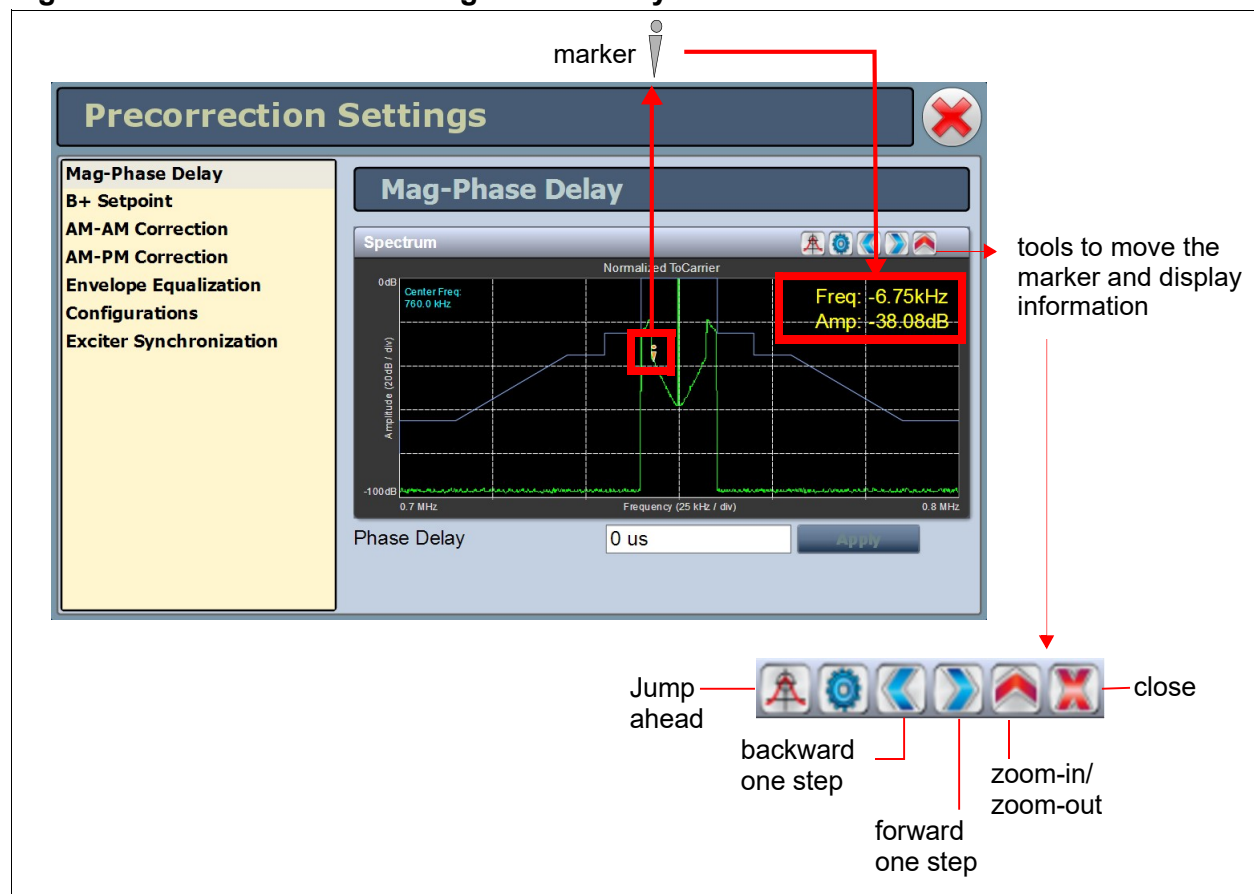 marker
Precorrection Settings
Mag-Phase Delay
B+ Setpoint
AM-AM Correction
AM-PM Correction
Envelope Equalization
Configurations
Exciter Synchronization
Mag-Phase Delay
Spectrum
Normalized ToCarrier
0dB
Center Freq:
760.0 kHz
Freq: -6.75kHz
Amp: -38.08dB
Amplitude (20dB / div)
-100dB
0.7 MHz
Frequency (25 kHz / div)
0.8 MHz
Phase Delay
0 us
Apply
tools to move the
marker and display
information
Jump
ahead
close
backward
one step
zoom-in/
zoom-out
forward
one step